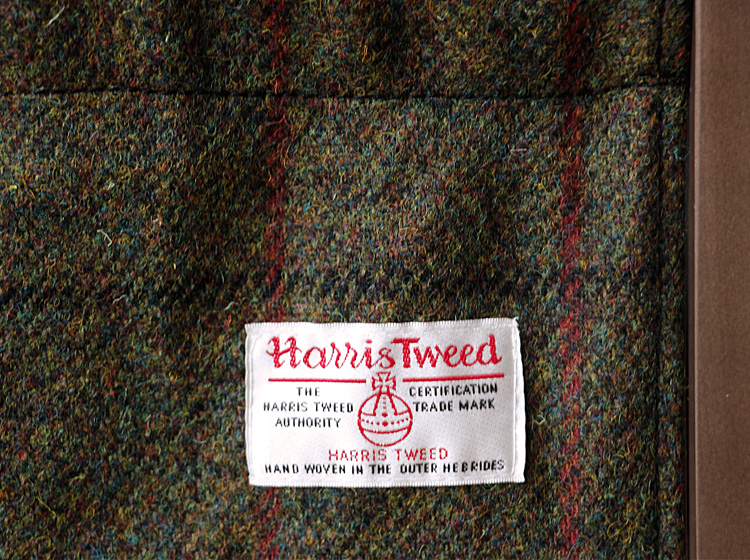 Harris Tweed
THE
HARRIS TWEED
AUTHORITY
CERTIFICATION
TRADE MARK
HARRIS TWEED
HAND WOVEN IN THE OUTER HEBRIDES